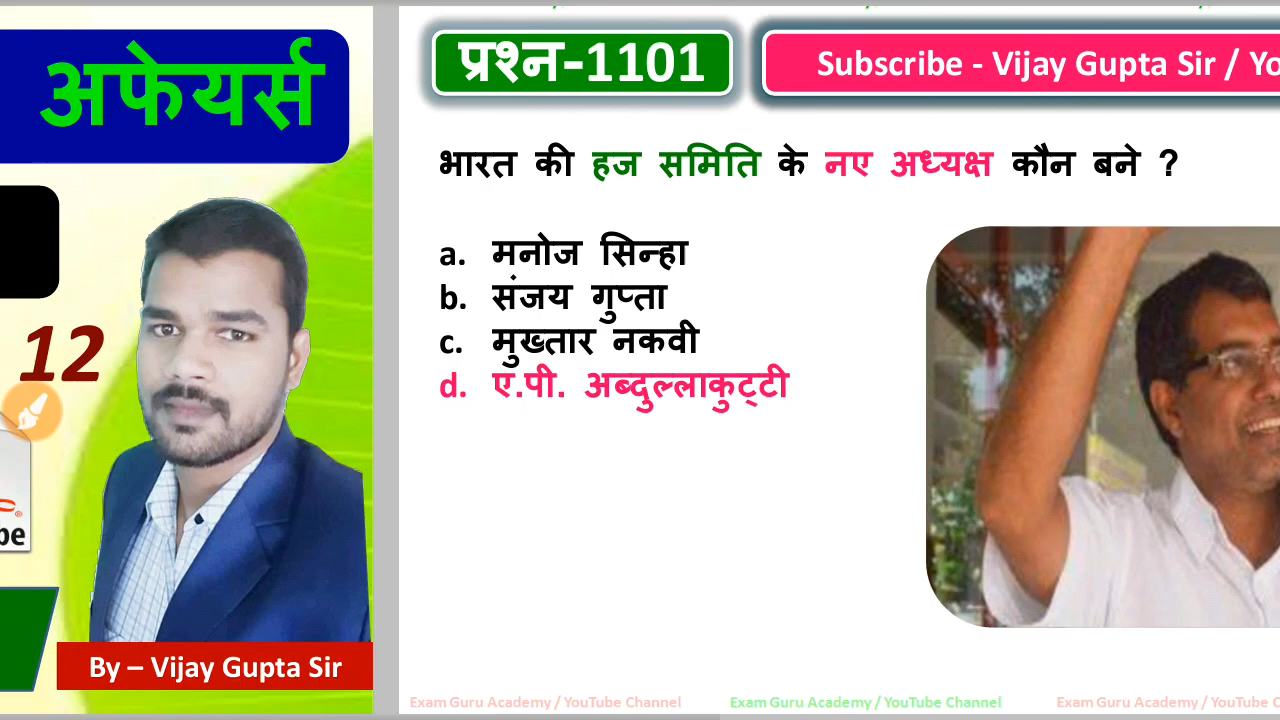 अफेयर्स
12
be
By – Vijay Gupta Sir
प्रश्न-1101
Subscribe - Vijay Gupta Sir / Yo
भारत की हज समिति के नए अध्यक्ष कौन बने ?
a. मनोज सिन्हा
b. संजय गुप्ता
c. मुख्तार नकवी
d. ए.पी. अब्दुल्लाकुट्टी
Exam Guru Academy / YouTube Channel
Exam Guru Academy / YouTube Channel
Exam Guru Academy / YouTube C